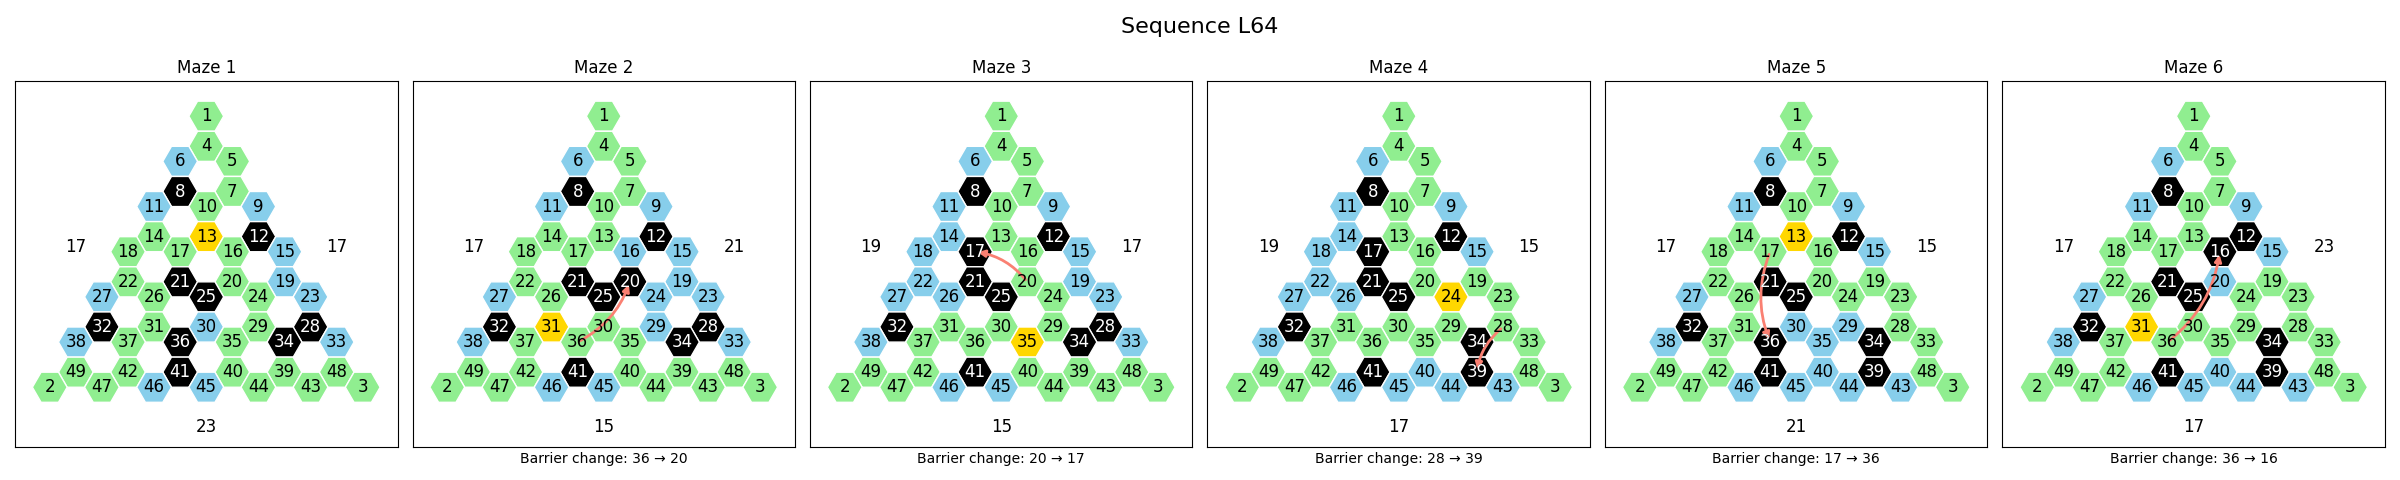 Sequence L64
Maze 1
1
4
6 5
8 7
11 10 9
14 13 12
17 18 17 16 15 17
22 21 20 19
27 26 25 24 23
32 31 30 29 28
38 37 36 35 34 33
49 42 41 40 39 48
2 47 46 45 44 43 3
23
Maze 2
1
4
6 5
8 7
11 10 9
14 13 12
17 18 17 16 15 21
22 21 20 19
27 26 25 24 23
32 31 30 29 28
38 37 36 35 34 33
49 42 41 40 39 48
2 47 46 45 44 43 3
15
Barrier change: 36 → 20
Maze 3
1
4
6 5
8 7
11 10 9
14 13 12
19 18 17 16 15 17
22 21 20 19
27 26 25 24 23
32 31 30 29 28
38 37 36 35 34 33
49 42 41 40 39 48
2 47 46 45 44 43 3
15
Barrier change: 20 → 17
Maze 4
1
4
6 5
8 7
11 10 9
14 13 12
19 18 17 16 15 15
22 21 20 19
27 26 25 24 23
32 31 30 29 28
38 37 36 35 34 33
49 42 41 40 39 48
2 47 46 45 44 43 3
17
Barrier change: 28 → 39
Maze 5
1
4
6 5
8 7
11 10 9
14 13 12
17 18 17 16 15 15
22 21 20 19
27 26 25 24 23
32 31 30 29 28
38 37 36 35 34 33
49 42 41 40 39 48
2 47 46 45 44 43 3
21
Barrier change: 17 → 36
Maze 6
1
4
6 5
8 7
11 10 9
14 13 12
17 18 17 16 15 23
22 21 20 19
27 26 25 24 23
32 31 30 29 28
38 37 36 35 34 33
49 42 41 40 39 48
2 47 46 45 44 43 3
17
Barrier change: 36 → 16